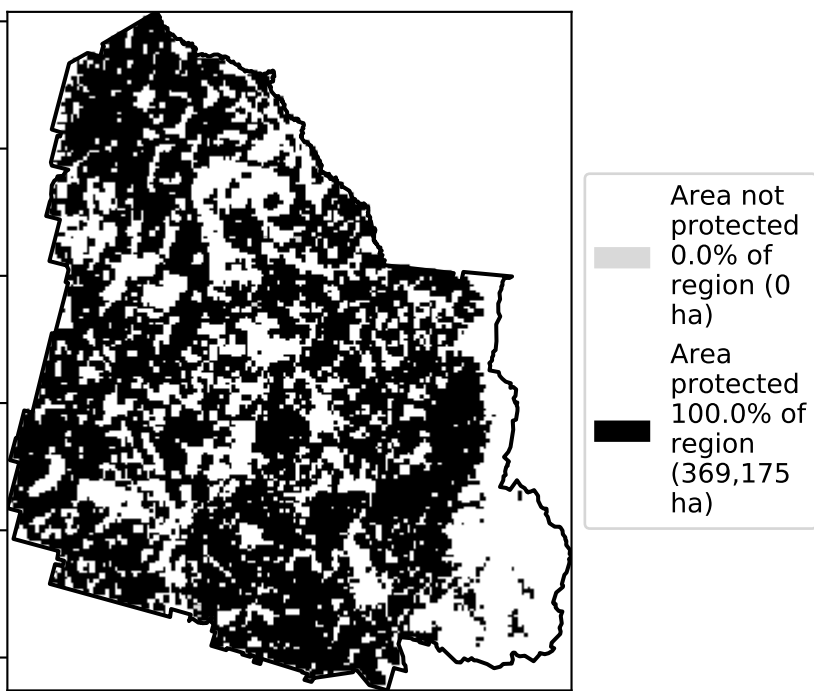 Area not
protected
0.0% of
region (0
ha)
Area
protected
100.0% of
region
(369,175
ha)